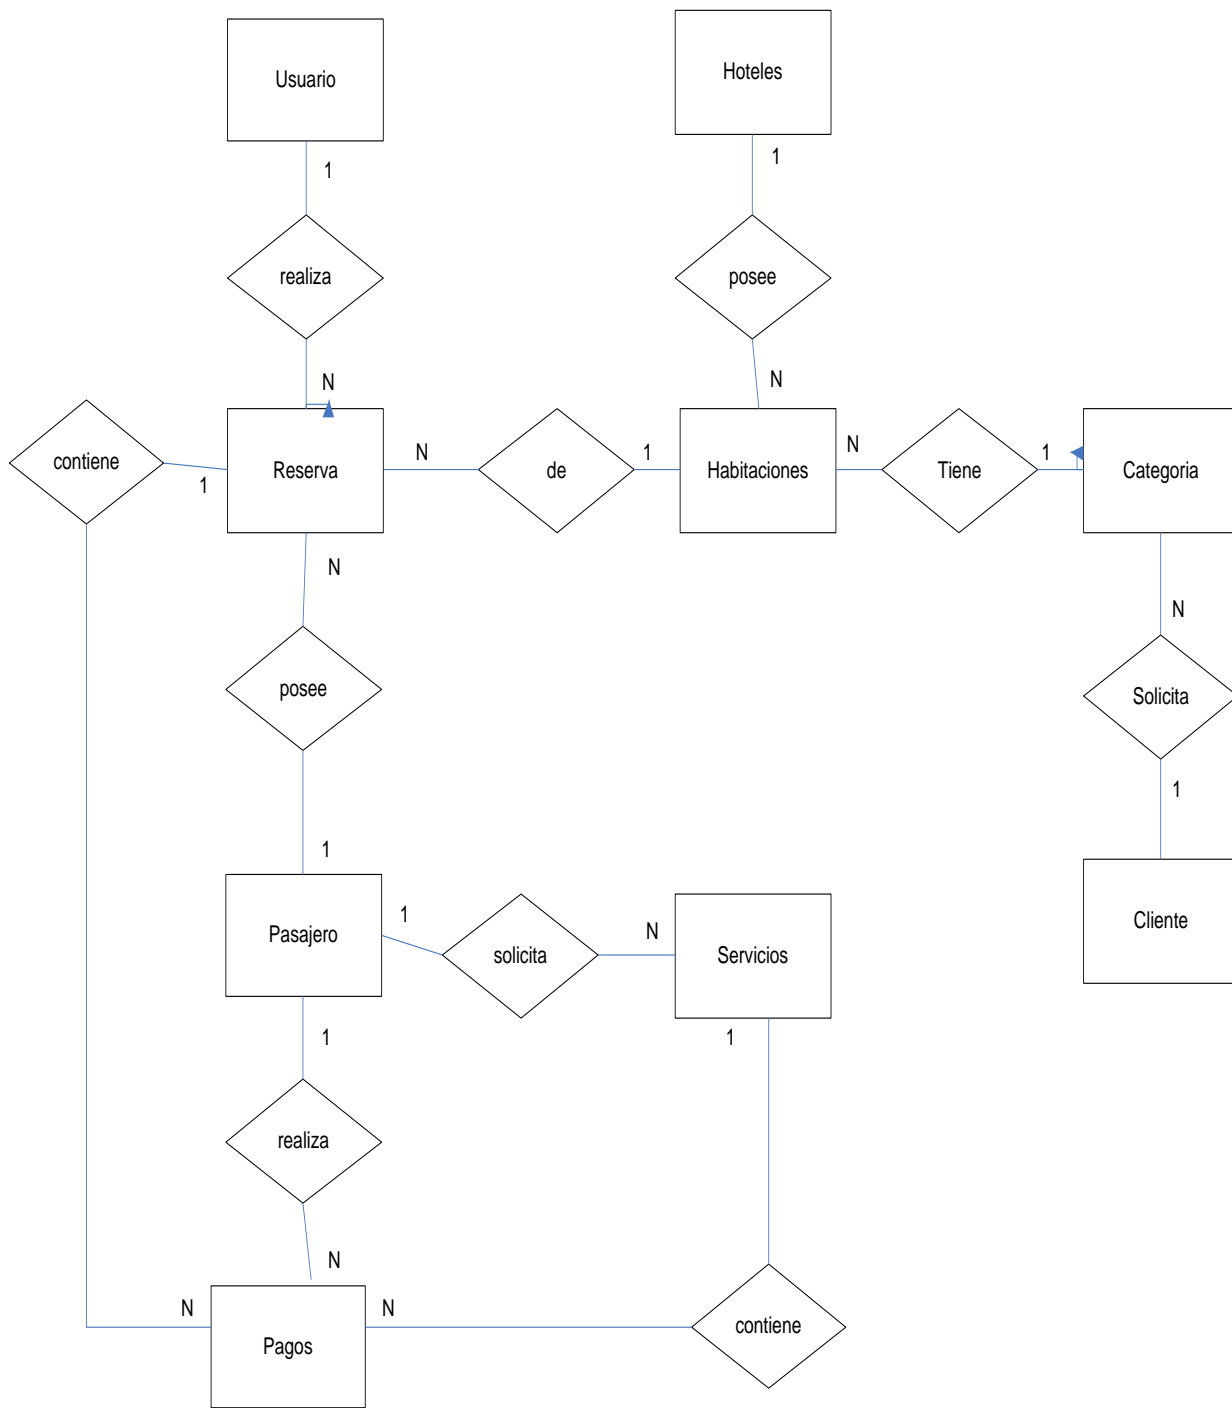 Usuario
Hoteles
1
1
realiza
posee
N
N
contiene
1
Reserva
N
de
1
Habitaciones
N
Tiene
1
Categoria
N
N
posee
Solicita
1
1
Pasajero
1
solicita
N
Servicios
Cliente
1
1
realiza
N
N
N
contiene
Pagos